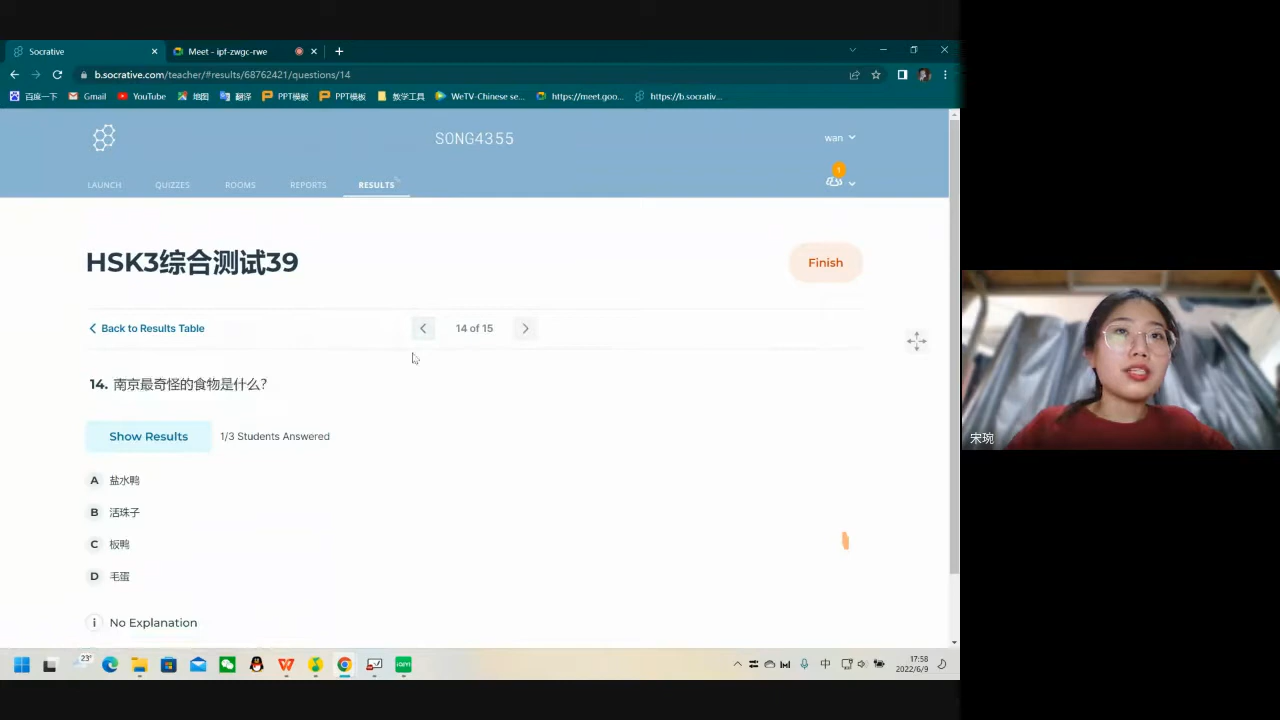 Socrative
Meet - ipf-zwgc-rwe
b.socrative.com/teacher/#results/68762421/questions/14
百度一下
Gmail
YouTube
地图
翻译
PPT模板
PPT模板
教学工具
WeTV-Chinese se...
https://meet.goo...
https://b.socrativ...
SONG4355
wan
1
LAUNCH
QUIZZES
ROOMS
REPORTS
RESULTS
HSK3综合测试39
Finish
Back to Results Table
14 of 15
14. 南京最奇怪的食物是什么?
Show Results
1/3 Students Answered
A 盐水鸭
B 活珠子
C 板鸭
D 毛蛋
i No Explanation
宋琬
23°
中
17:58
2022/6/9